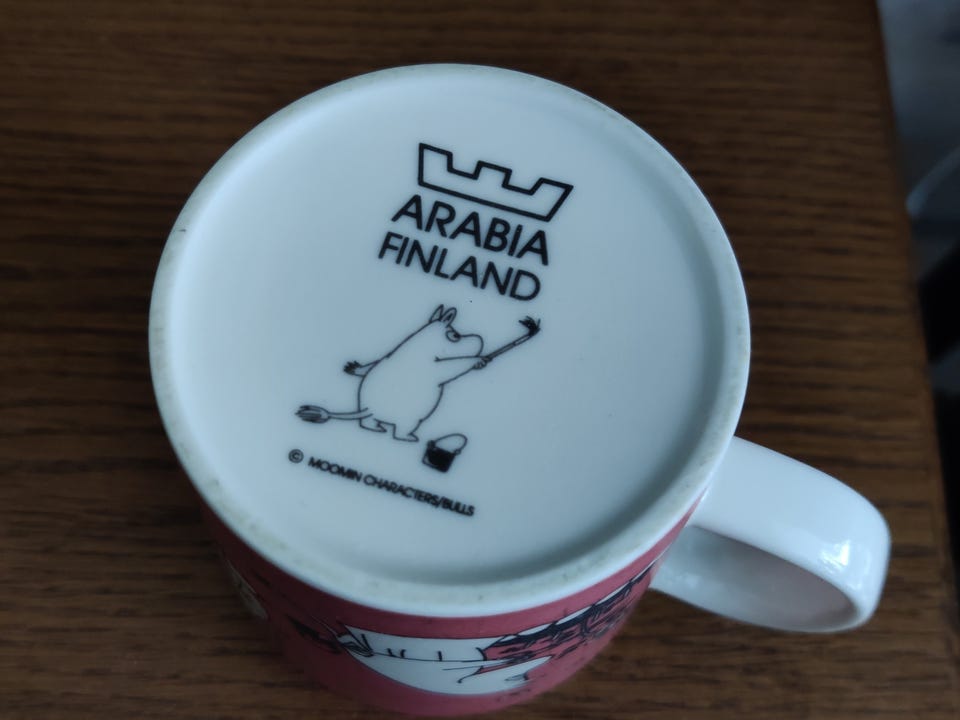 ARABIA
FINLAND
© MOOMIN CHARACTERS/BULLS